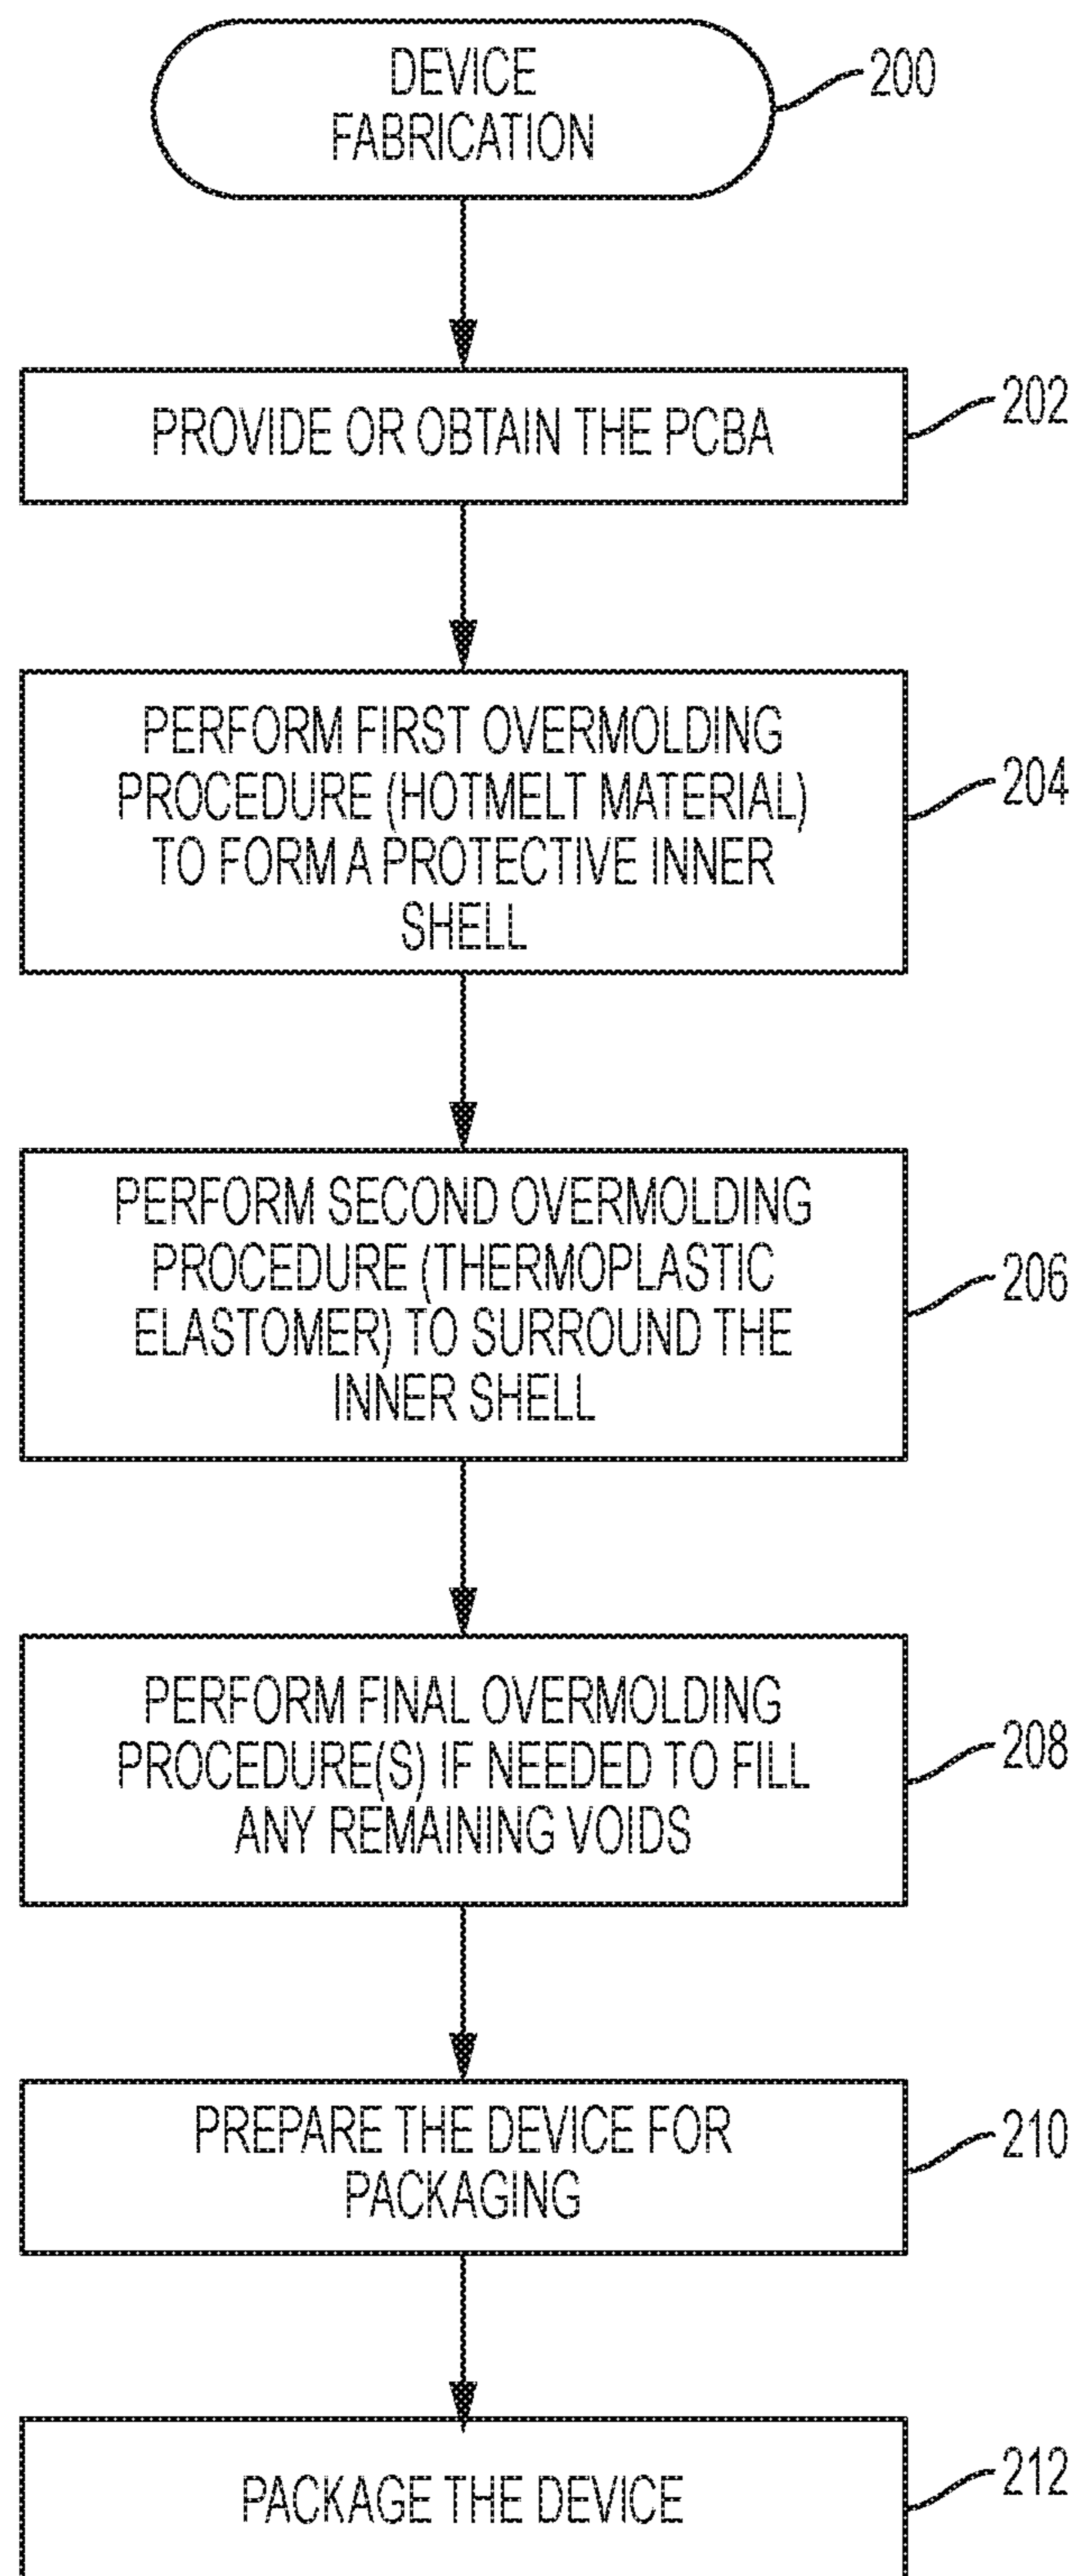 DEVICE
FABRICATION
200
PROVIDE OR OBTAIN THE PCBA
202
PERFORM FIRST OVERMOLDING
PROCEDURE (HOTMELT MATERIAL)
TO FORM A PROTECTIVE INNER
SHELL
204
PERFORM SECOND OVERMOLDING
PROCEDURE (THERMOPLASTIC
ELASTOMER) TO SURROUND THE
INNER SHELL
206
PERFORM FINAL OVERMOLDING
PROCEDURE(S) IF NEEDED TO FILL
ANY REMAINING VOIDS
208
PREPARE THE DEVICE FOR
PACKAGING
210
PACKAGE THE DEVICE
212